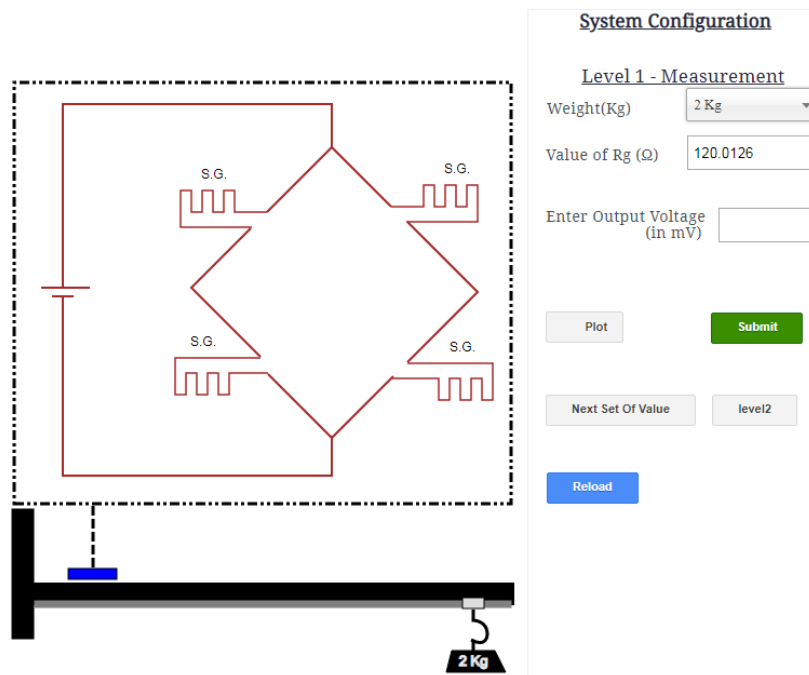 System Configuration
Level 1 - Measurement
Weight(Kg)
2 Kg
Value of Rg (Ω)
120.0126
Enter Output Voltage
(in mV)
Plot
Submit
Next Set Of Value
level2
Reload
S.G.
S.G.
S.G.
S.G.
2 Kg